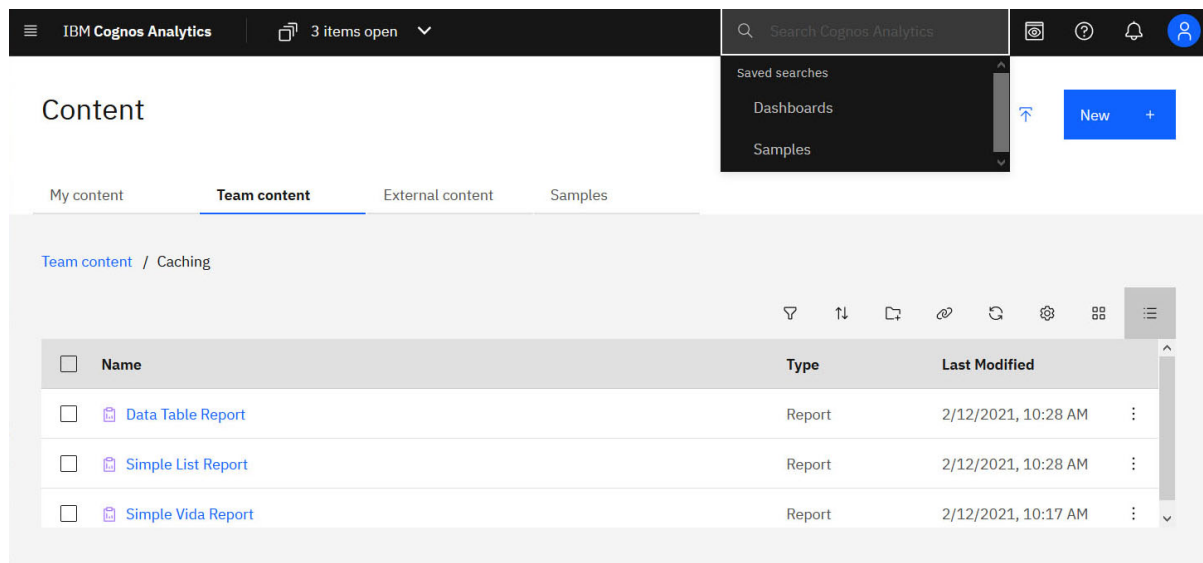 IBM Cognos Analytics 3 items open Search Cognos Analytics
Saved searches
Dashboards
Samples
Content
New +
My content Team content External content Samples
Team content / Caching
Name Type Last Modified
Data Table Report Report 2/12/2021, 10:28 AM
Simple List Report Report 2/12/2021, 10:28 AM
Simple Vida Report Report 2/12/2021, 10:17 AM